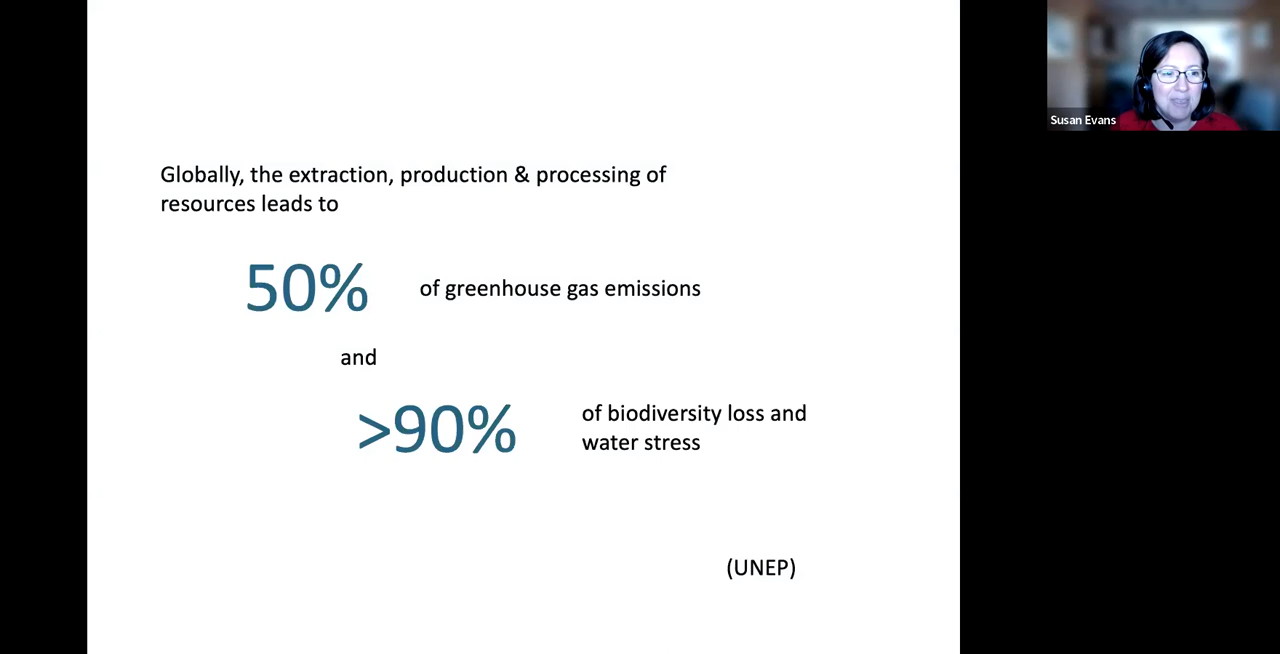 Globally, the extraction, production & processing of
resources leads to
50% of greenhouse gas emissions
and
>90% of biodiversity loss and
water stress
(UNEP)
Susan Evans